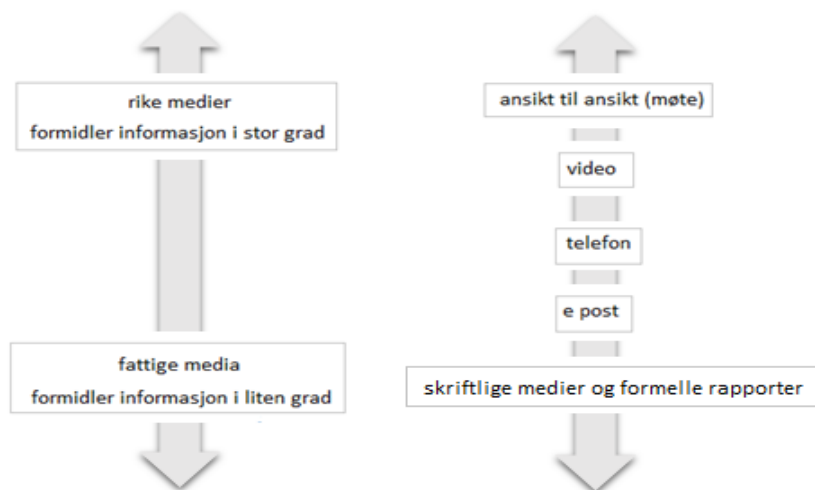 rike medier
formidler informasjon i stor grad
fattige media
formidler informasjon i liten grad
ansikt til ansikt (møte)
video
telefon
e post
skriftlige medier og formelle rapporter